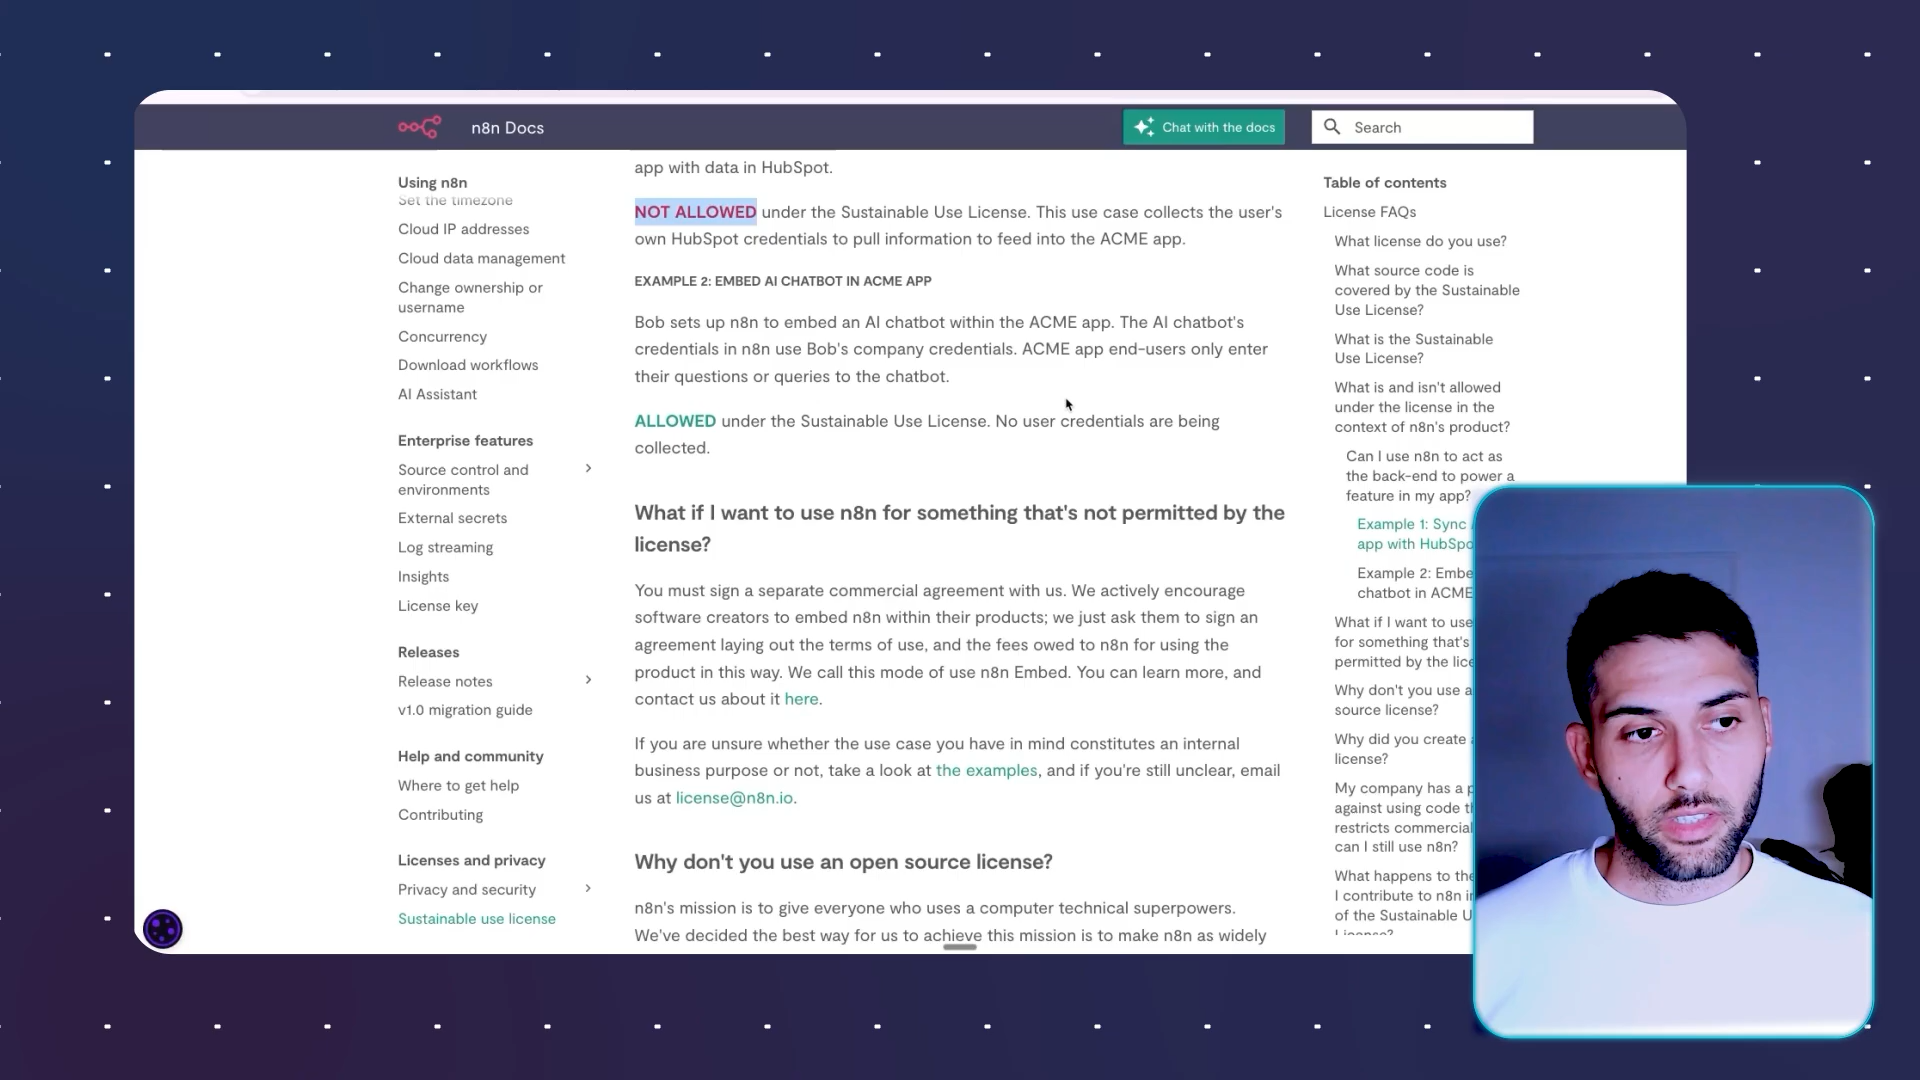 n8n Docs
Chat with the docs
Search
Using n8n
Set the timezone
Cloud IP addresses
Cloud data management
Change ownership or
username
Concurrency
Download workflows
AI Assistant
Enterprise features
Source control and
environments
External secrets
Log streaming
Insights
License key
Releases
Release notes
v1.0 migration guide
Help and community
Where to get help
Contributing
Licenses and privacy
Privacy and security
Sustainable use license
app with data in HubSpot.
NOT ALLOWED under the Sustainable Use License. This use case collects the user's
own HubSpot credentials to pull information to feed into the ACME app.
EXAMPLE 2: EMBED AI CHATBOT IN ACME APP
Bob sets up n8n to embed an AI chatbot within the ACME app. The AI chatbot's
credentials in n8n use Bob's company credentials. ACME app end-users only enter
their questions or queries to the chatbot.
ALLOWED under the Sustainable Use License. No user credentials are being
collected.
What if I want to use n8n for something that's not permitted by the
license?
You must sign a separate commercial agreement with us. We actively encourage
software creators to embed n8n within their products; we just ask them to sign an
agreement laying out the terms of use, and the fees owed to n8n for using the
product in this way. We call this mode of use n8n Embed. You can learn more, and
contact us about it here.
If you are unsure whether the use case you have in mind constitutes an internal
business purpose or not, take a look at the examples, and if you're still unclear, email
us at license@n8n.io.
Why don't you use an open source license?
n8n's mission is to give everyone who uses a computer technical superpowers.
We've decided the best way for us to achieve this mission is to make n8n as widely
Table of contents
License FAQs
What license do you use?
What source code is
covered by the Sustainable
Use License?
What is the Sustainable
Use License?
What is and isn't allowed
under the license in the
context of n8n's product?
Can I use n8n to act as
the back-end to power a
feature in my app?
Example 1: Sync
app with HubSpo
Example 2: Embe
chatbot in ACME
What if I want to use
for something that's
permitted by the lice
Why don't you use a
source license?
Why did you create
license?
My company has a p
against using code t
restricts commercial
can I still use n8n?
What happens to the
I contribute to n8n i
of the Sustainable U
License?